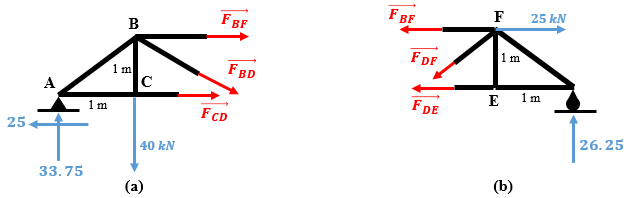 B
F_BF
1 m
F_BD
A
C
1 m
F_CD
25
40 kN
33.75
(a)
F_BF
F
25 kN
F_DF
1 m
F_DE
E
1 m
26.25
(b)